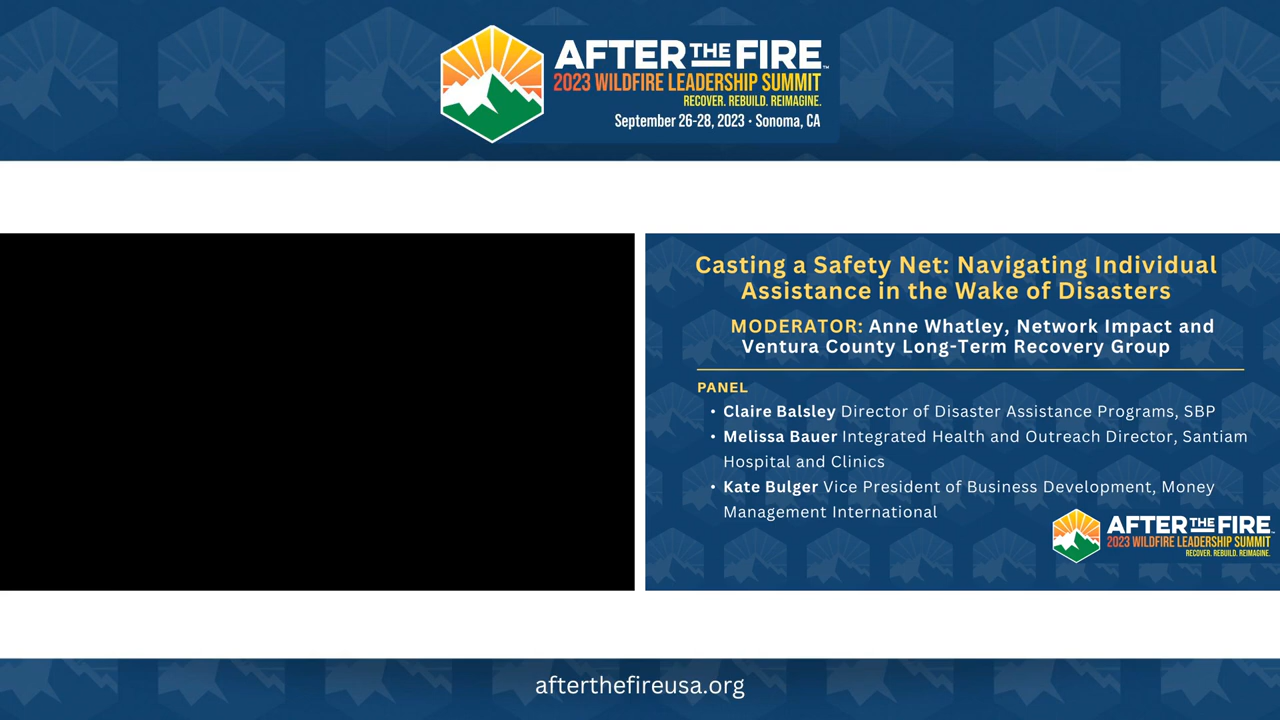 AFTER THE FIRE™
2023 WILDFIRE LEADERSHIP SUMMIT
RECOVER. REBUILD. REIMAGINE.
September 26-28, 2023 • Sonoma, CA
Casting a Safety Net: Navigating Individual
Assistance in the Wake of Disasters
MODERATOR: Anne Whatley, Network Impact and
Ventura County Long-Term Recovery Group
PANEL
• Claire Balsley Director of Disaster Assistance Programs, SBP
• Melissa Bauer Integrated Health and Outreach Director, Santiam
Hospital and Clinics
• Kate Bulger Vice President of Business Development, Money
Management International
AFTER THE FIRE™
2023 WILDFIRE LEADERSHIP SUMMIT
RECOVER. REBUILD. REIMAGINE.
afterthefireusa.org